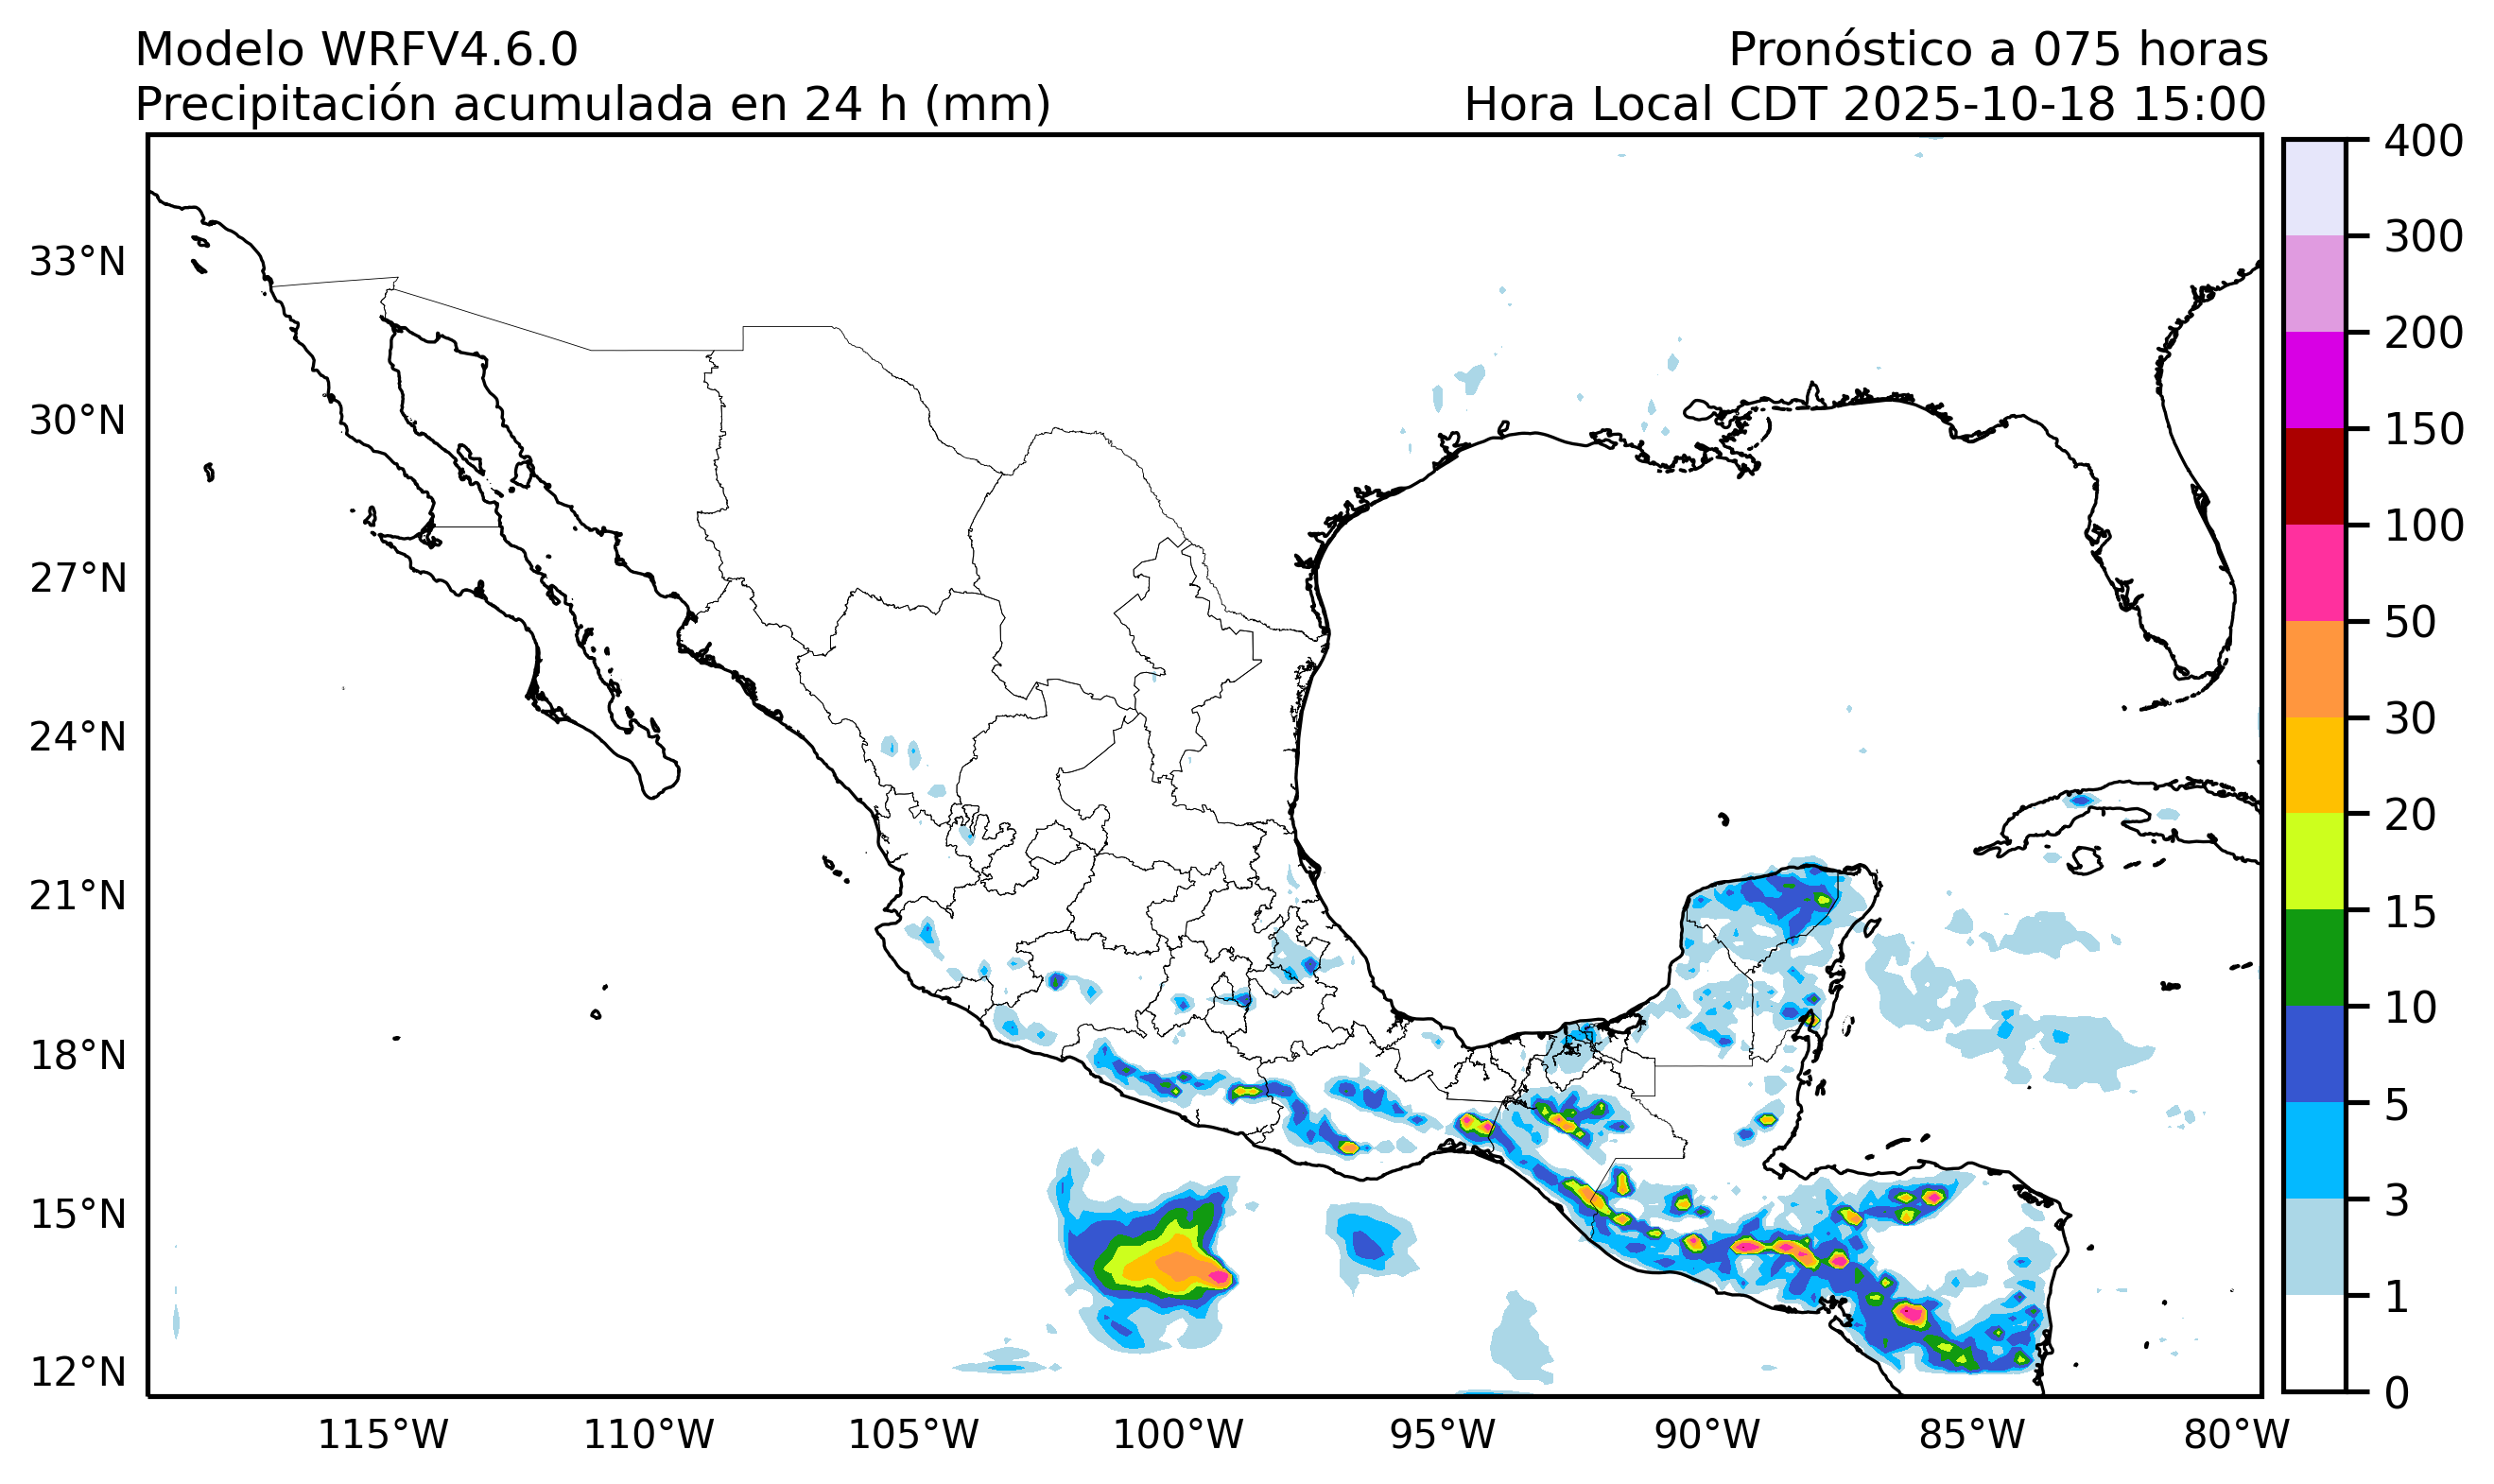 Modelo WRFV4.6.0
Pronóstico a 075 horas
Precipitación acumulada en 24 h (mm)
Hora Local CDT 2025-10-18 15:00
33°N
30°N
27°N
24°N
21°N
18°N
15°N
12°N
115°W
110°W
105°W
100°W
95°W
90°W
85°W
80°W
400
300
200
150
100
50
30
20
15
10
5
3
1
0